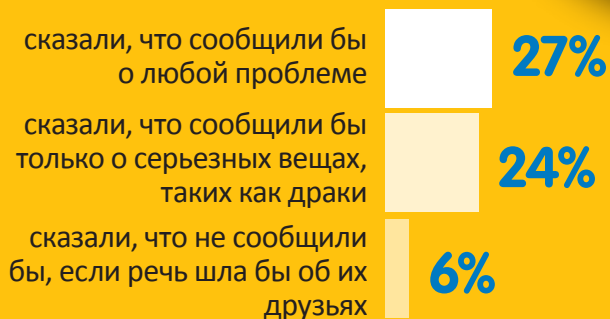 сказали, что сообщили бы
о любой проблеме
27%
сказали, что сообщили бы
только о серьезных вещах,
таких как драки
24%
сказали, что не сообщили
бы, если речь шла бы об их
друзьях
6%